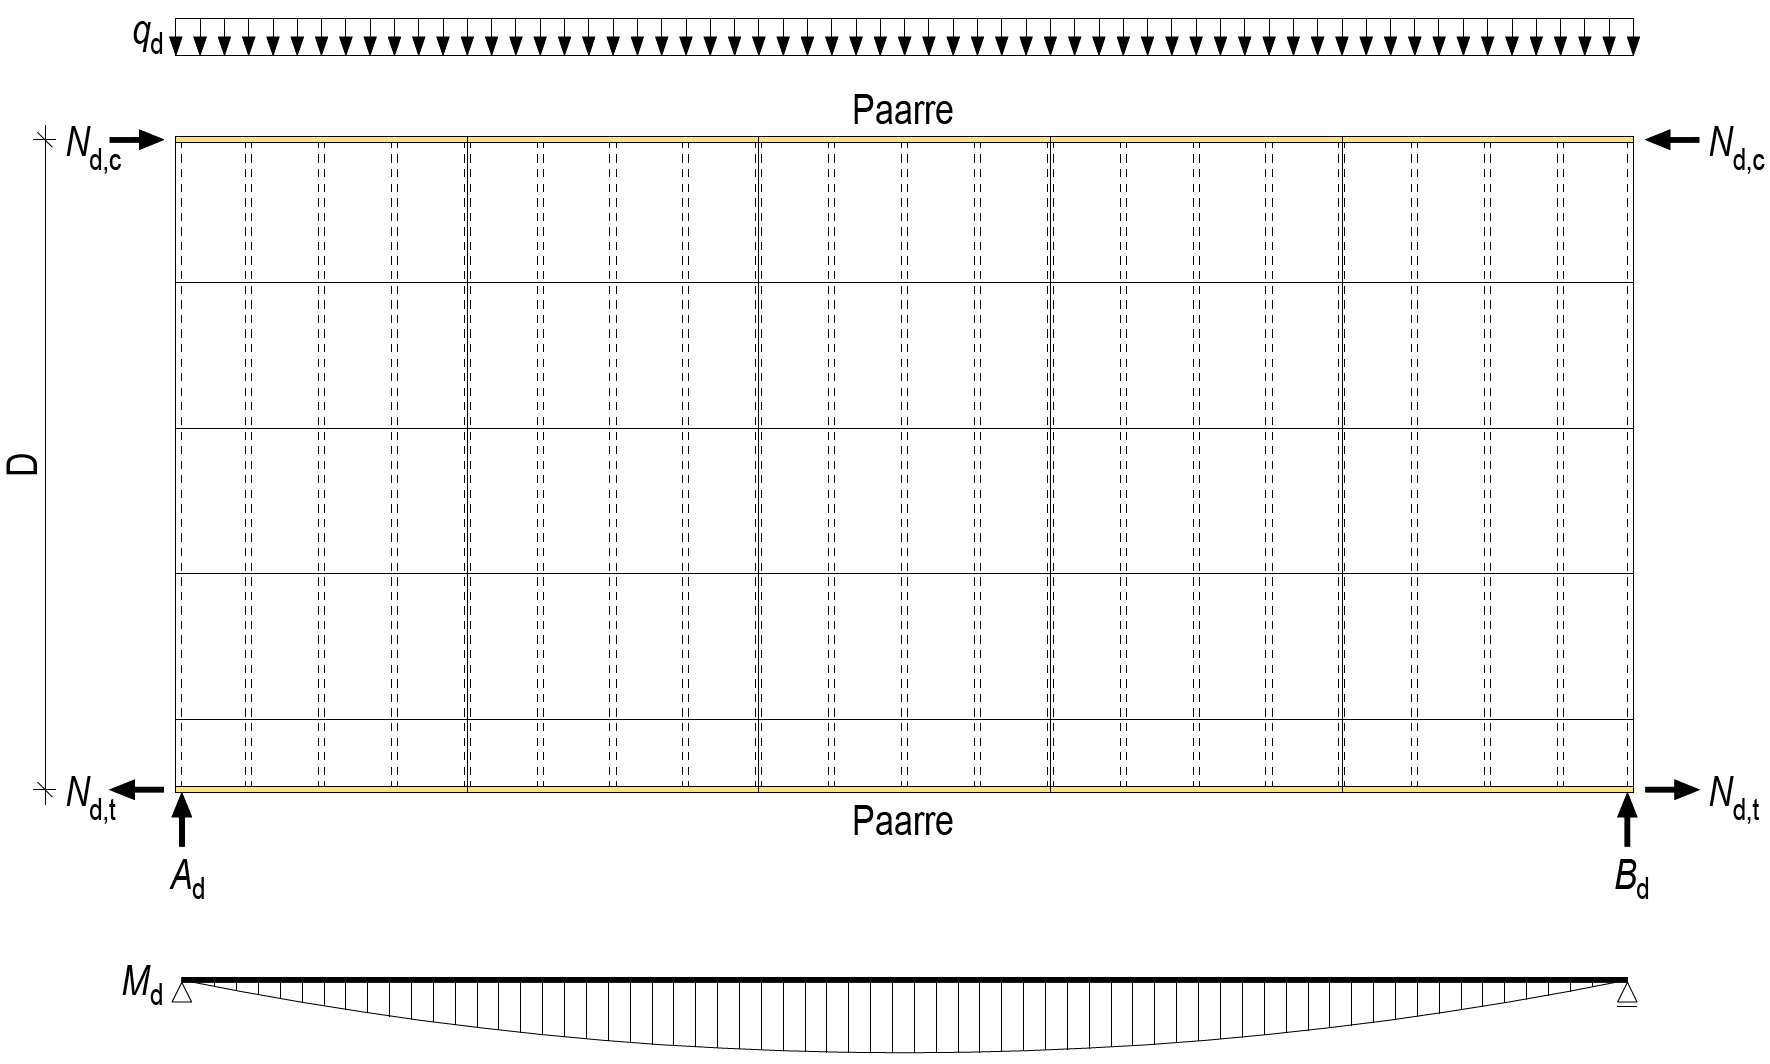 qd
Paarre
Nd,c
Nd,c
D
Nd,t
Nd,t
Paarre
Ad
Bd
Md